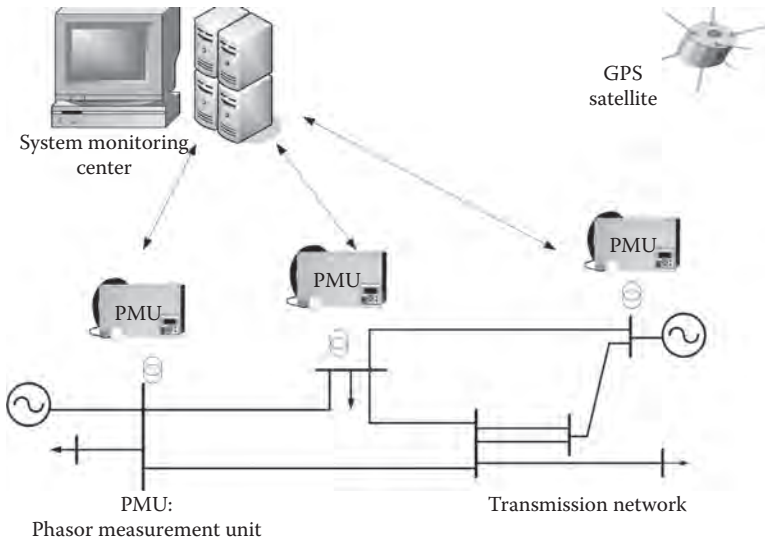 GPS
satellite
System monitoring
center
PMU
PMU
PMU
PMU:
Phasor measurement unit
Transmission network